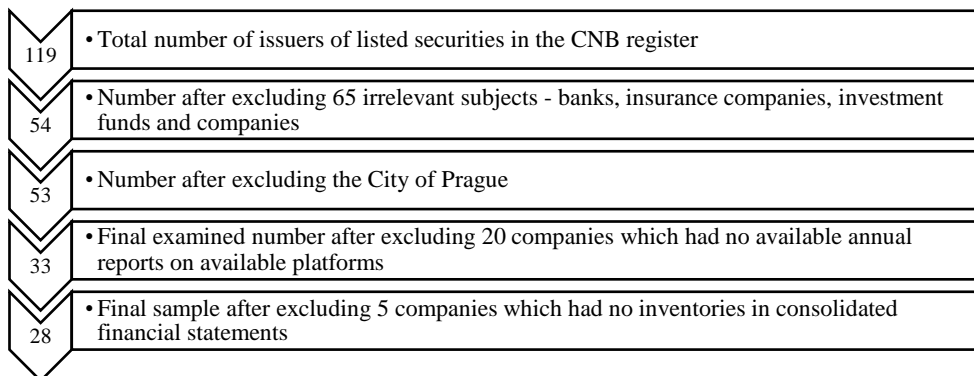 119
• Total number of issuers of listed securities in the CNB register
54
• Number after excluding 65 irrelevant subjects - banks, insurance companies, investment
funds and companies
53
• Number after excluding the City of Prague
33
• Final examined number after excluding 20 companies which had no available annual
reports on available platforms
28
• Final sample after excluding 5 companies which had no inventories in consolidated
financial statements